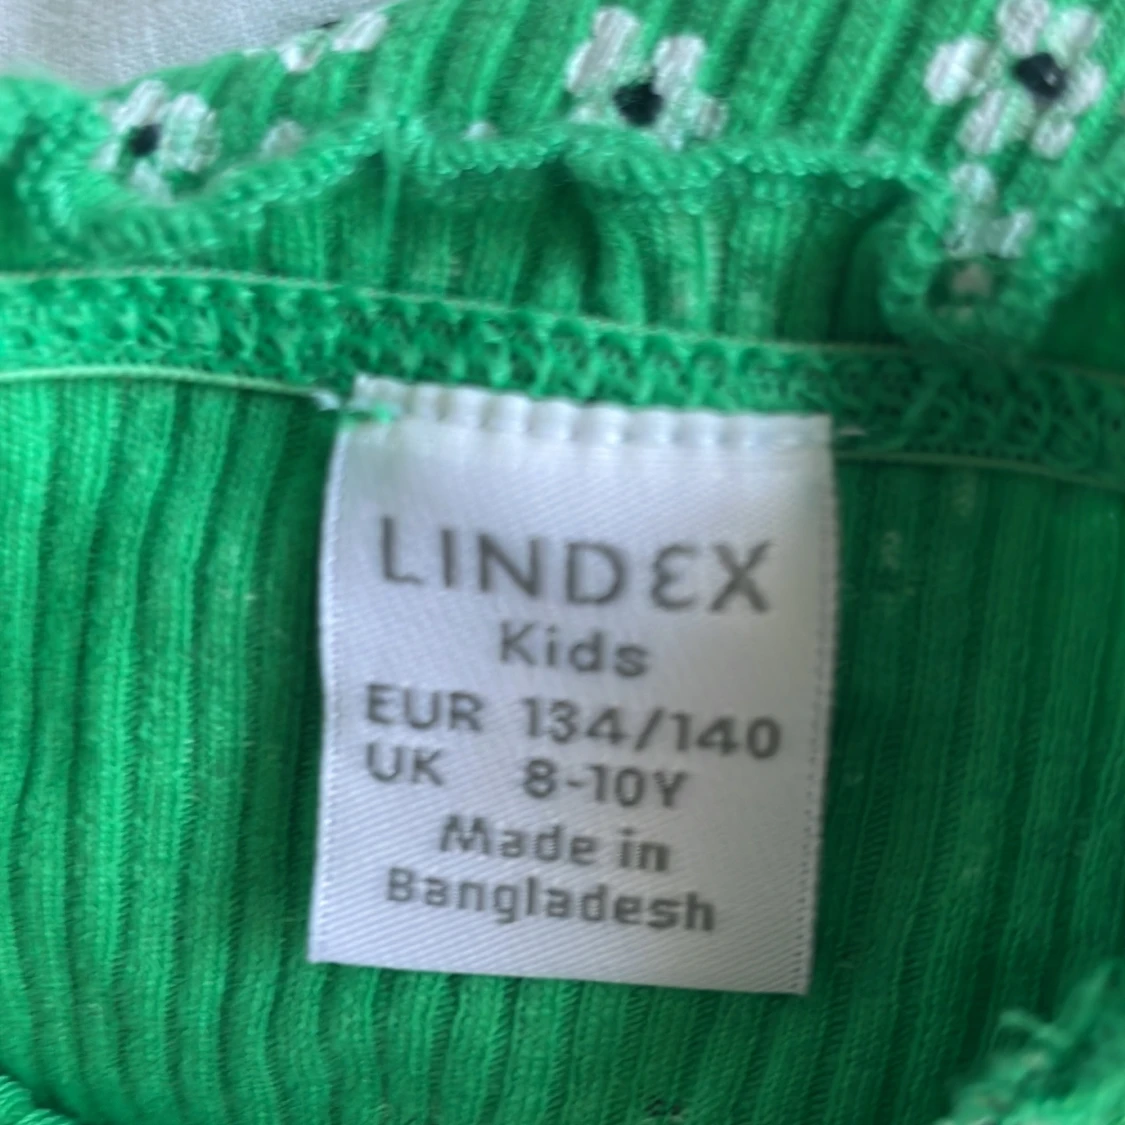 LINDEX
Kids
EUR 134/140
UK 8-10Y
Made in
Bangladesh